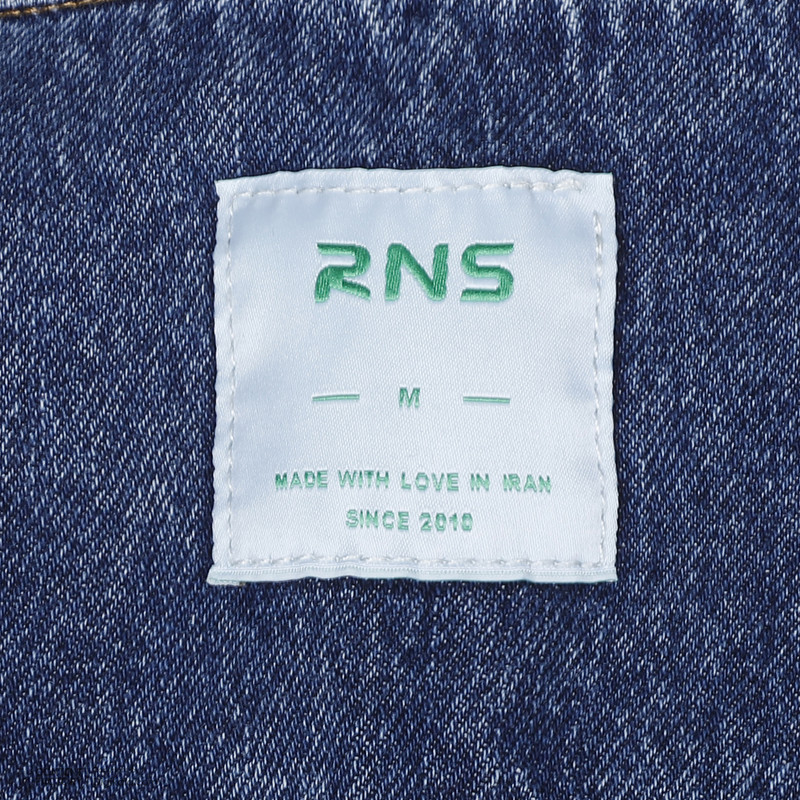 RNS
— M —
MADE WITH LOVE IN IRAN
SINCE 2010